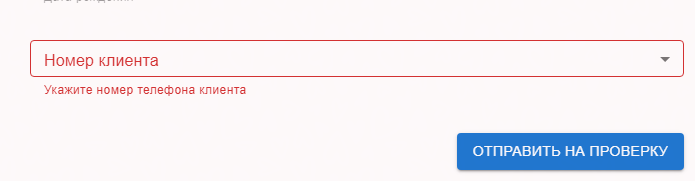 Номер клиента
Укажите номер телефона клиента
ОТПРАВИТЬ НА ПРОВЕРКУ